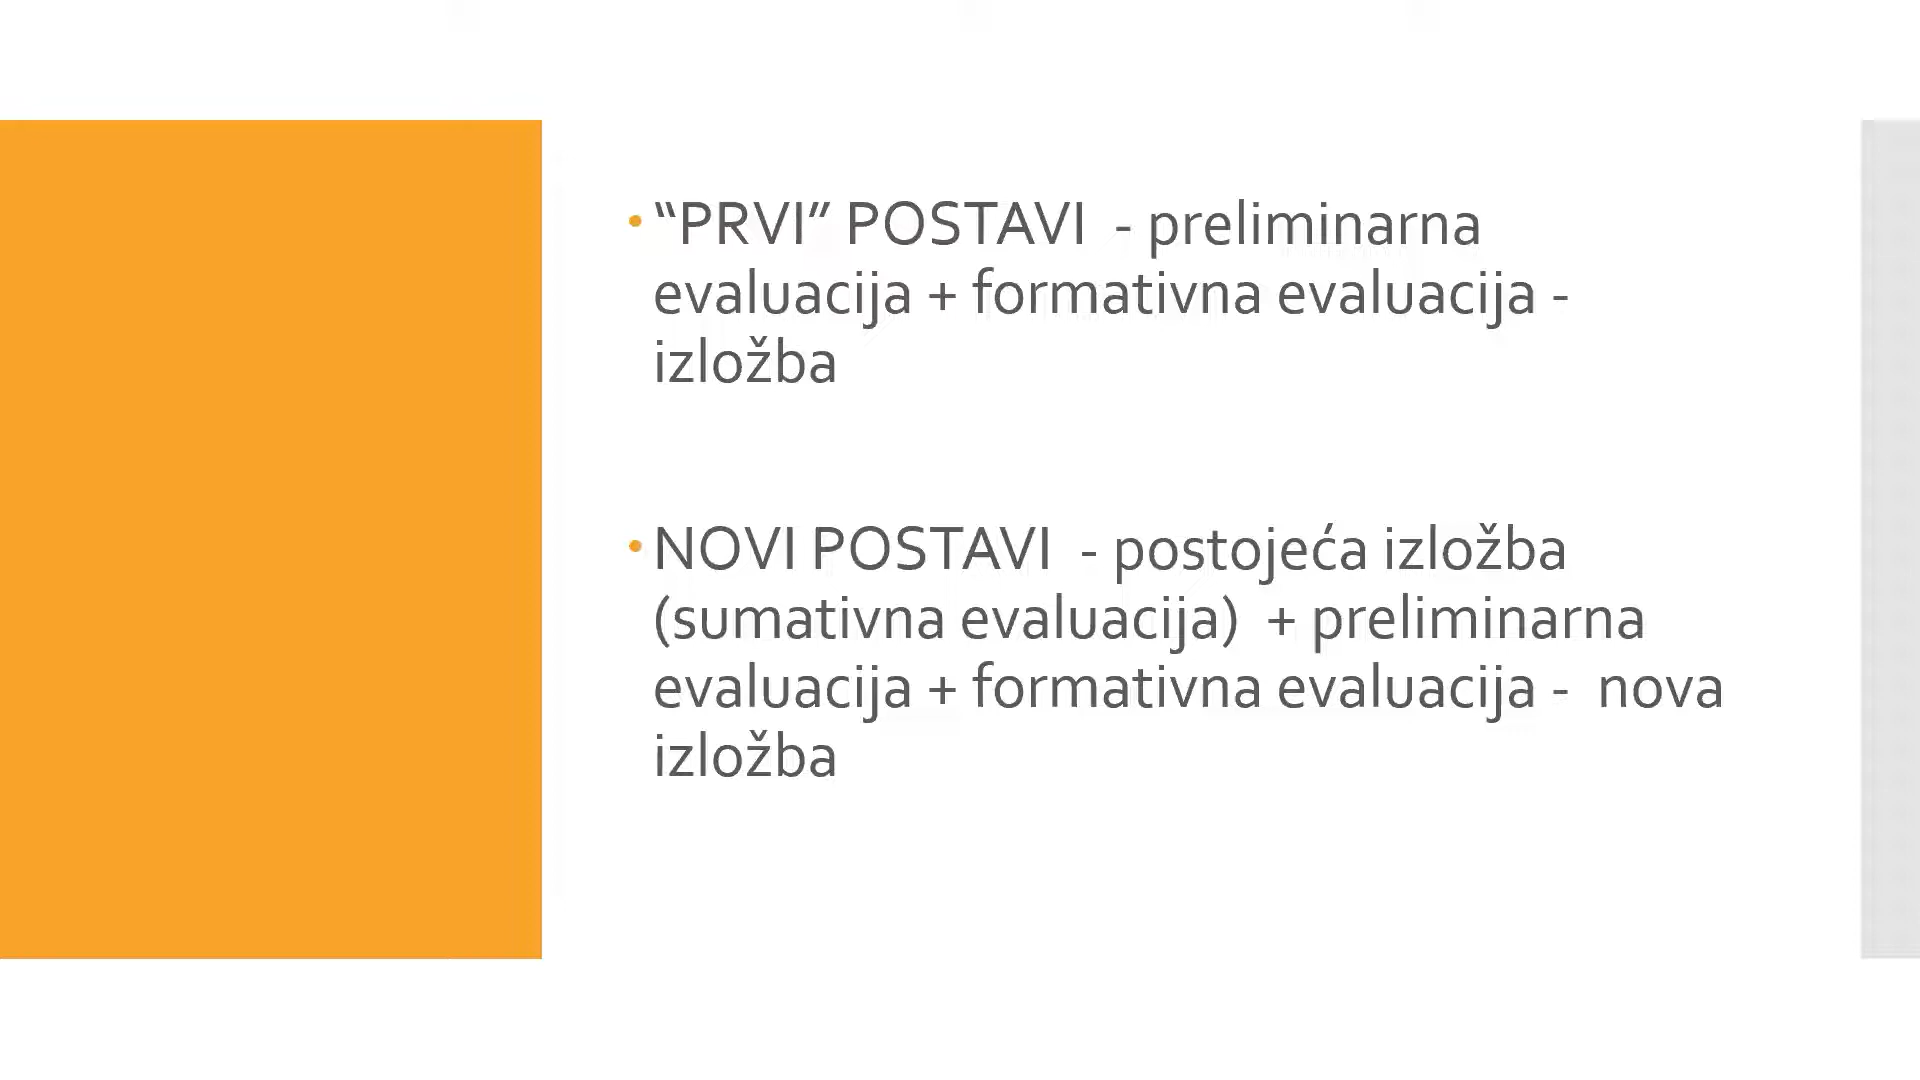 • “PRVI” POSTAVI - preliminarna
evaluacija + formativna evaluacija -
izložba
• NOVI POSTAVI - postojeća izložba
(sumativna evaluacija) + preliminarna
evaluacija + formativna evaluacija - nova
izložba